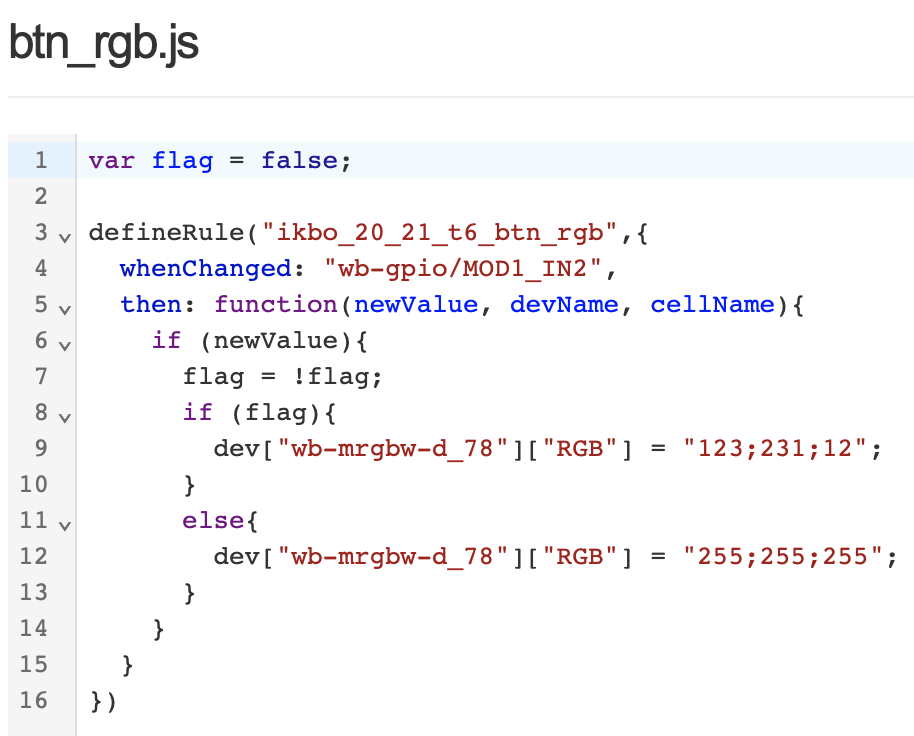 btn_rgb.js
1 var flag = false;
2
3 defineRule("ikbo_20_21_t6_btn_rgb",{
4   whenChanged: "wb-gpio/MOD1_IN2",
5   then: function(newValue, devName, cellName){
6     if (newValue){
7       flag = !flag;
8       if (flag){
9         dev["wb-mrgbw-d_78"]["RGB"] = "123;231;12";
10       }
11       else{
12         dev["wb-mrgbw-d_78"]["RGB"] = "255;255;255";
13       }
14     }
15   }
16 })